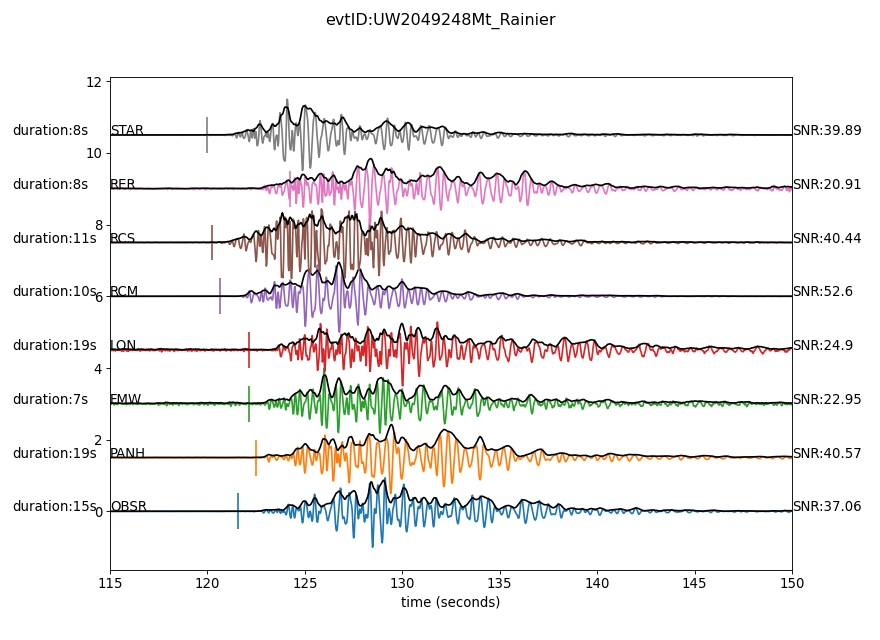 evtID:UW2049248Mt_Rainier
12
duration:8s STAR SNR:39.89
10
duration:8s RER SNR:20.91
8
duration:11s RCS SNR:40.44
duration:10s RCM SNR:52.6
6
duration:19s LON SNR:24.9
4
duration:7s FMW SNR:22.95
2
duration:19s PANH SNR:40.57
duration:15s OBSR SNR:37.06
0
115 120 125 130 135 140 145 150
time (seconds)